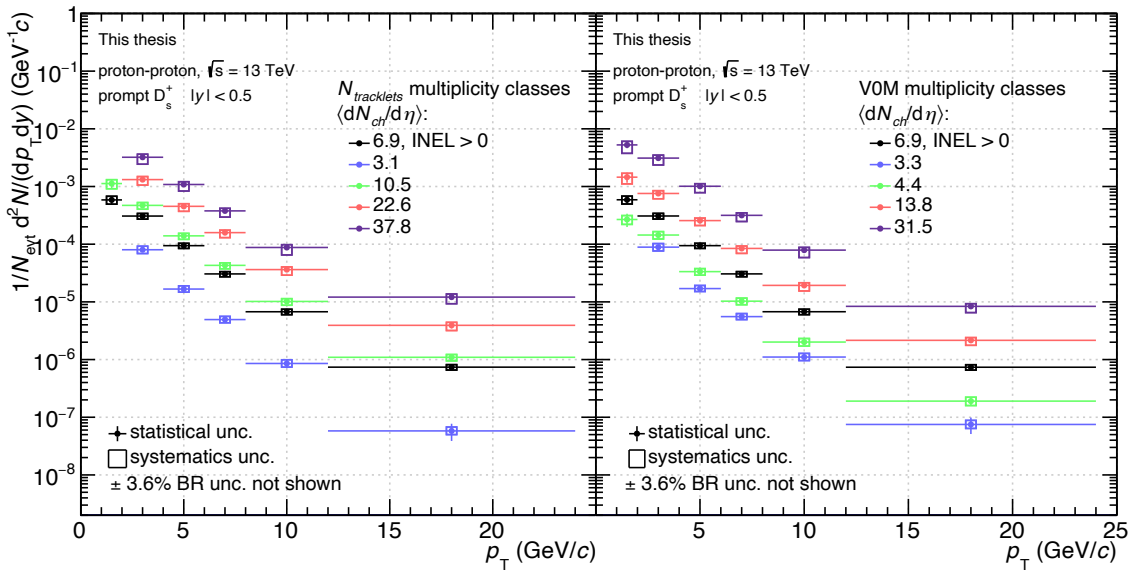 1/N_evt d²N/(dp_T dy) (GeV⁻¹c)
1
10⁻¹
10⁻²
10⁻³
10⁻⁴
10⁻⁵
10⁻⁶
10⁻⁷
10⁻⁸
This thesis
proton-proton, √s = 13 TeV
prompt D_s⁺ |y| < 0.5
N_tracklets multiplicity classes
⟨dN_ch/dη⟩:
6.9, INEL > 0
3.1
10.5
22.6
37.8
statistical unc.
systematics unc.
± 3.6% BR unc. not shown
0 5 10 15 20
p_T (GeV/c)
This thesis
proton-proton, √s = 13 TeV
prompt D_s⁺ |y| < 0.5
V0M multiplicity classes
⟨dN_ch/dη⟩:
6.9, INEL > 0
3.3
4.4
13.8
31.5
statistical unc.
systematics unc.
± 3.6% BR unc. not shown
0 5 10 15 20 25
p_T (GeV/c)